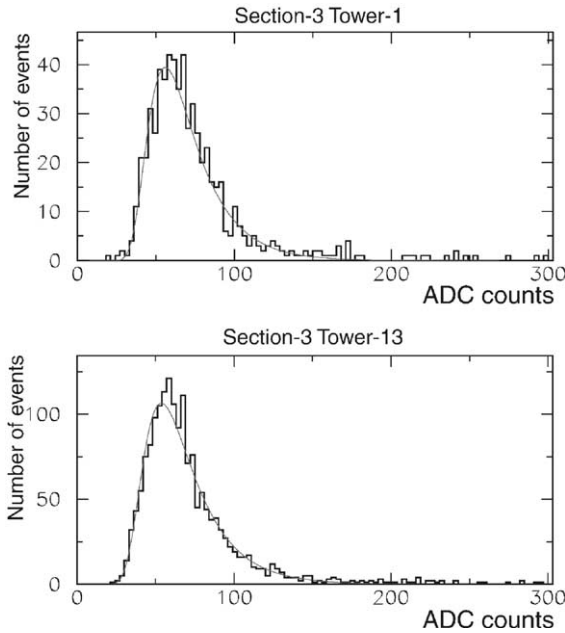 Section-3 Tower-1
Number of events
40
30
20
10
0
0 100 200 300
ADC counts
Section-3 Tower-13
Number of events
100
50
0
0 100 200 300
ADC counts